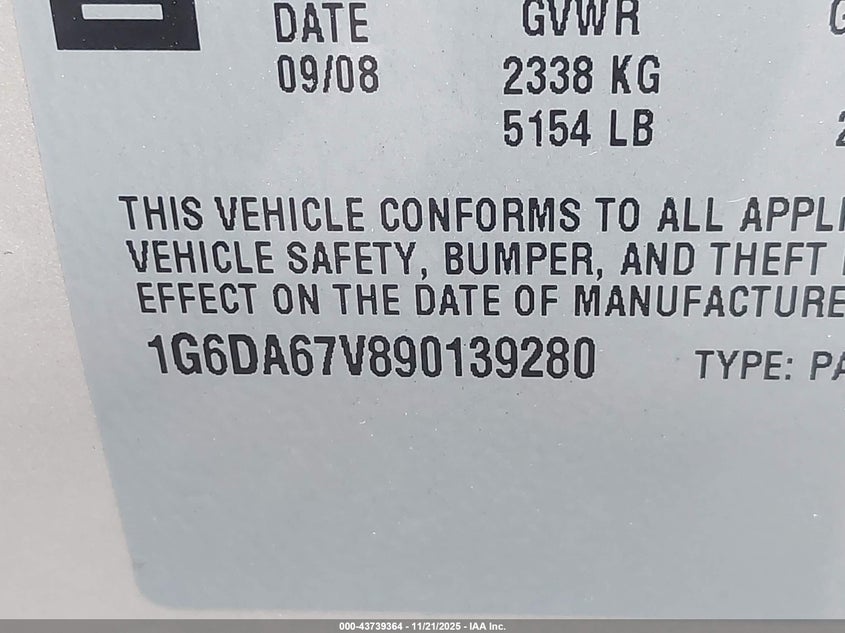 DATE GVWR
09/08 2338 KG
5154 LB
THIS VEHICLE CONFORMS TO ALL
VEHICLE SAFETY, BUMPER, AND THEFT
EFFECT ON THE DATE OF MANUFACTURE
1G6DA67V890139280 TYPE:
000-43739364 - 11/21/2025 - IAA Inc.